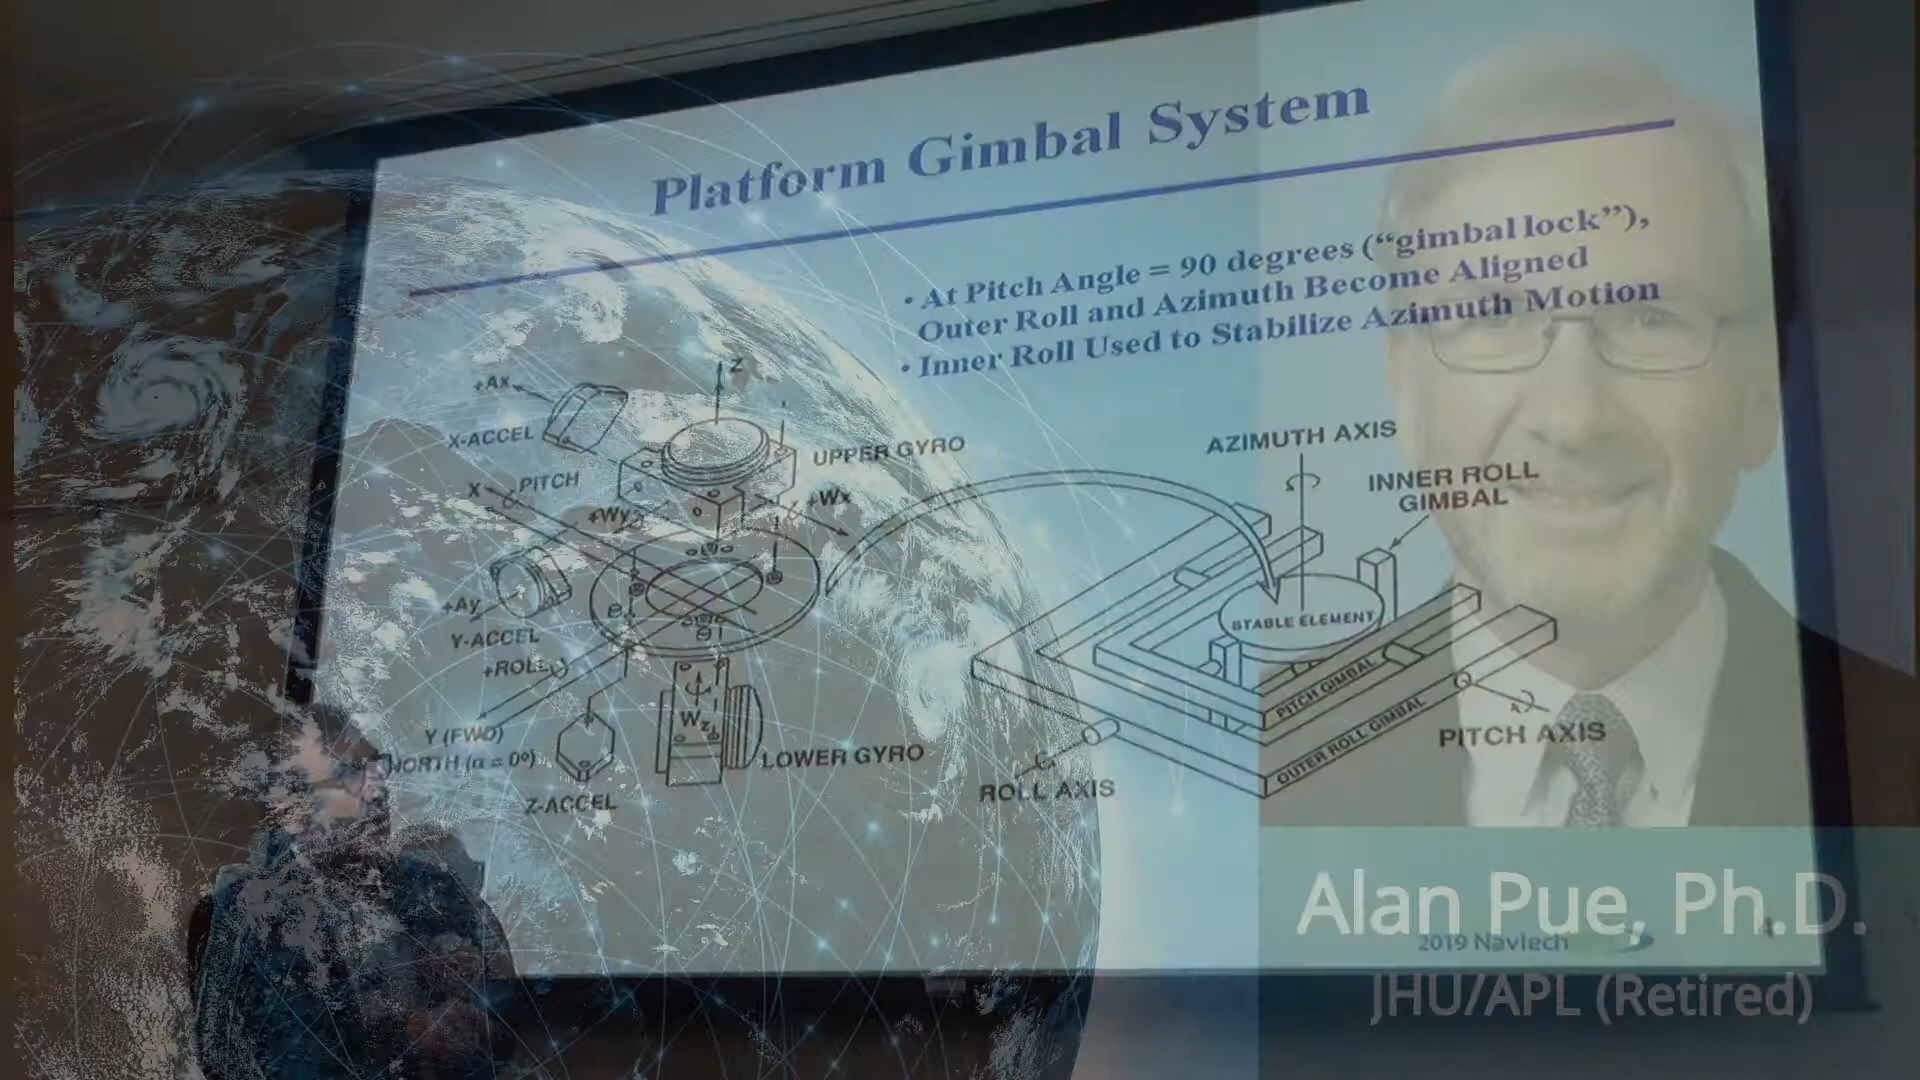 Platform Gimbal System
• At Pitch Angle = 90 degrees (“gimbal lock”),
Outer Roll and Azimuth Become Aligned
• Inner Roll Used to Stabilize Azimuth Motion
+Ax
Z
X-ACCEL
UPPER GYRO
X
PITCH
+Wy
+Wx
+Ay
Y-ACCEL
+ROLL
Y (FWD)
NORTH (α = 0º)
Z-ACCEL
Wz
LOWER GYRO
AZIMUTH AXIS
INNER ROLL
GIMBAL
STABLE ELEMENT
PITCH GIMBAL
OUTER ROLL GIMBAL
PITCH AXIS
ROLL AXIS
Alan Pue, Ph.D.
2019 Navtech
JHU/APL (Retired)